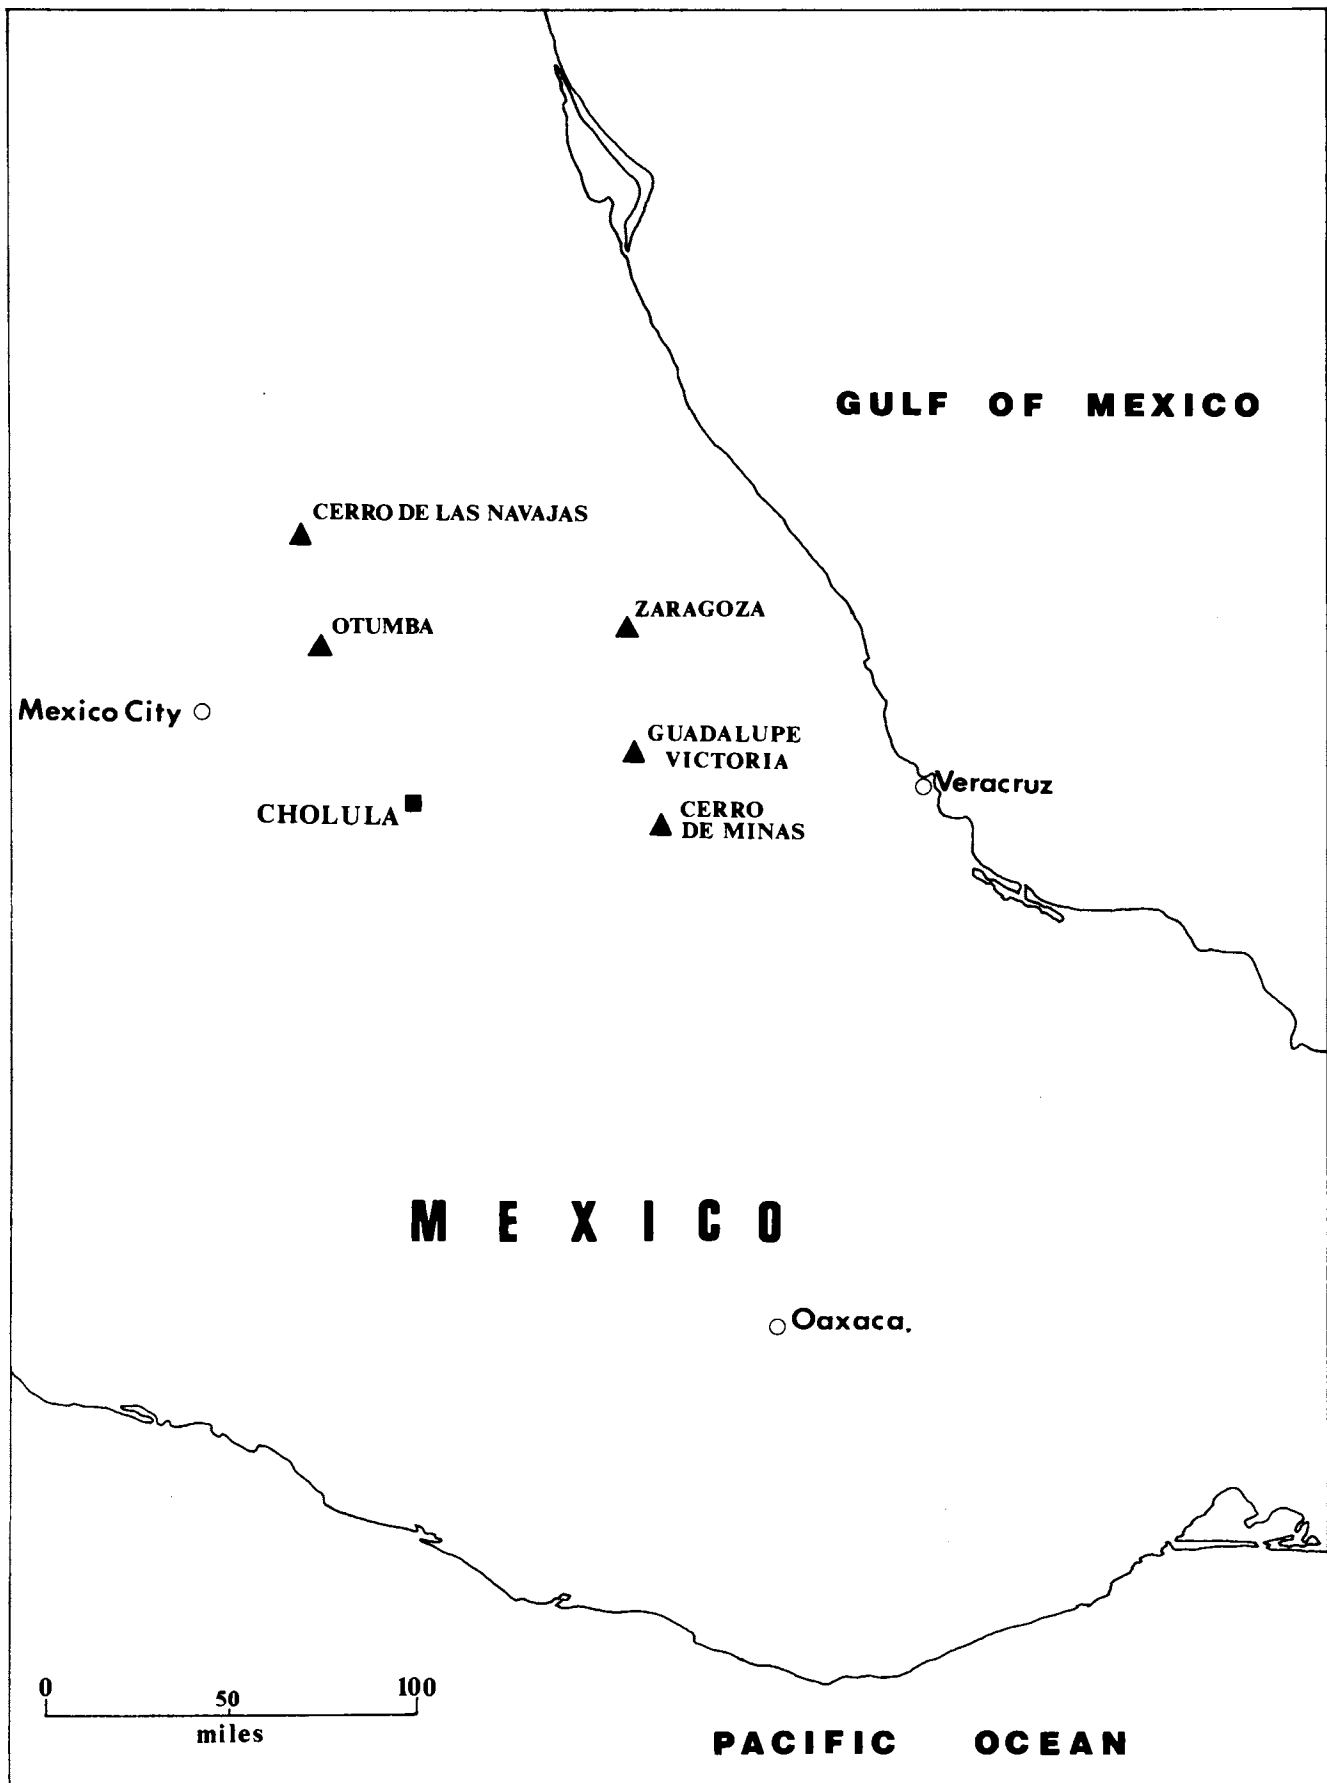 GULF OF MEXICO
CERRO DE LAS NAVAJAS
ZARAGOZA
OTUMBA
Mexico City
GUADALUPE
VICTORIA
Veracruz
CHOLULA
CERRO
DE MINAS
MEXICO
Oaxaca.
0 50 100
miles
PACIFIC OCEAN